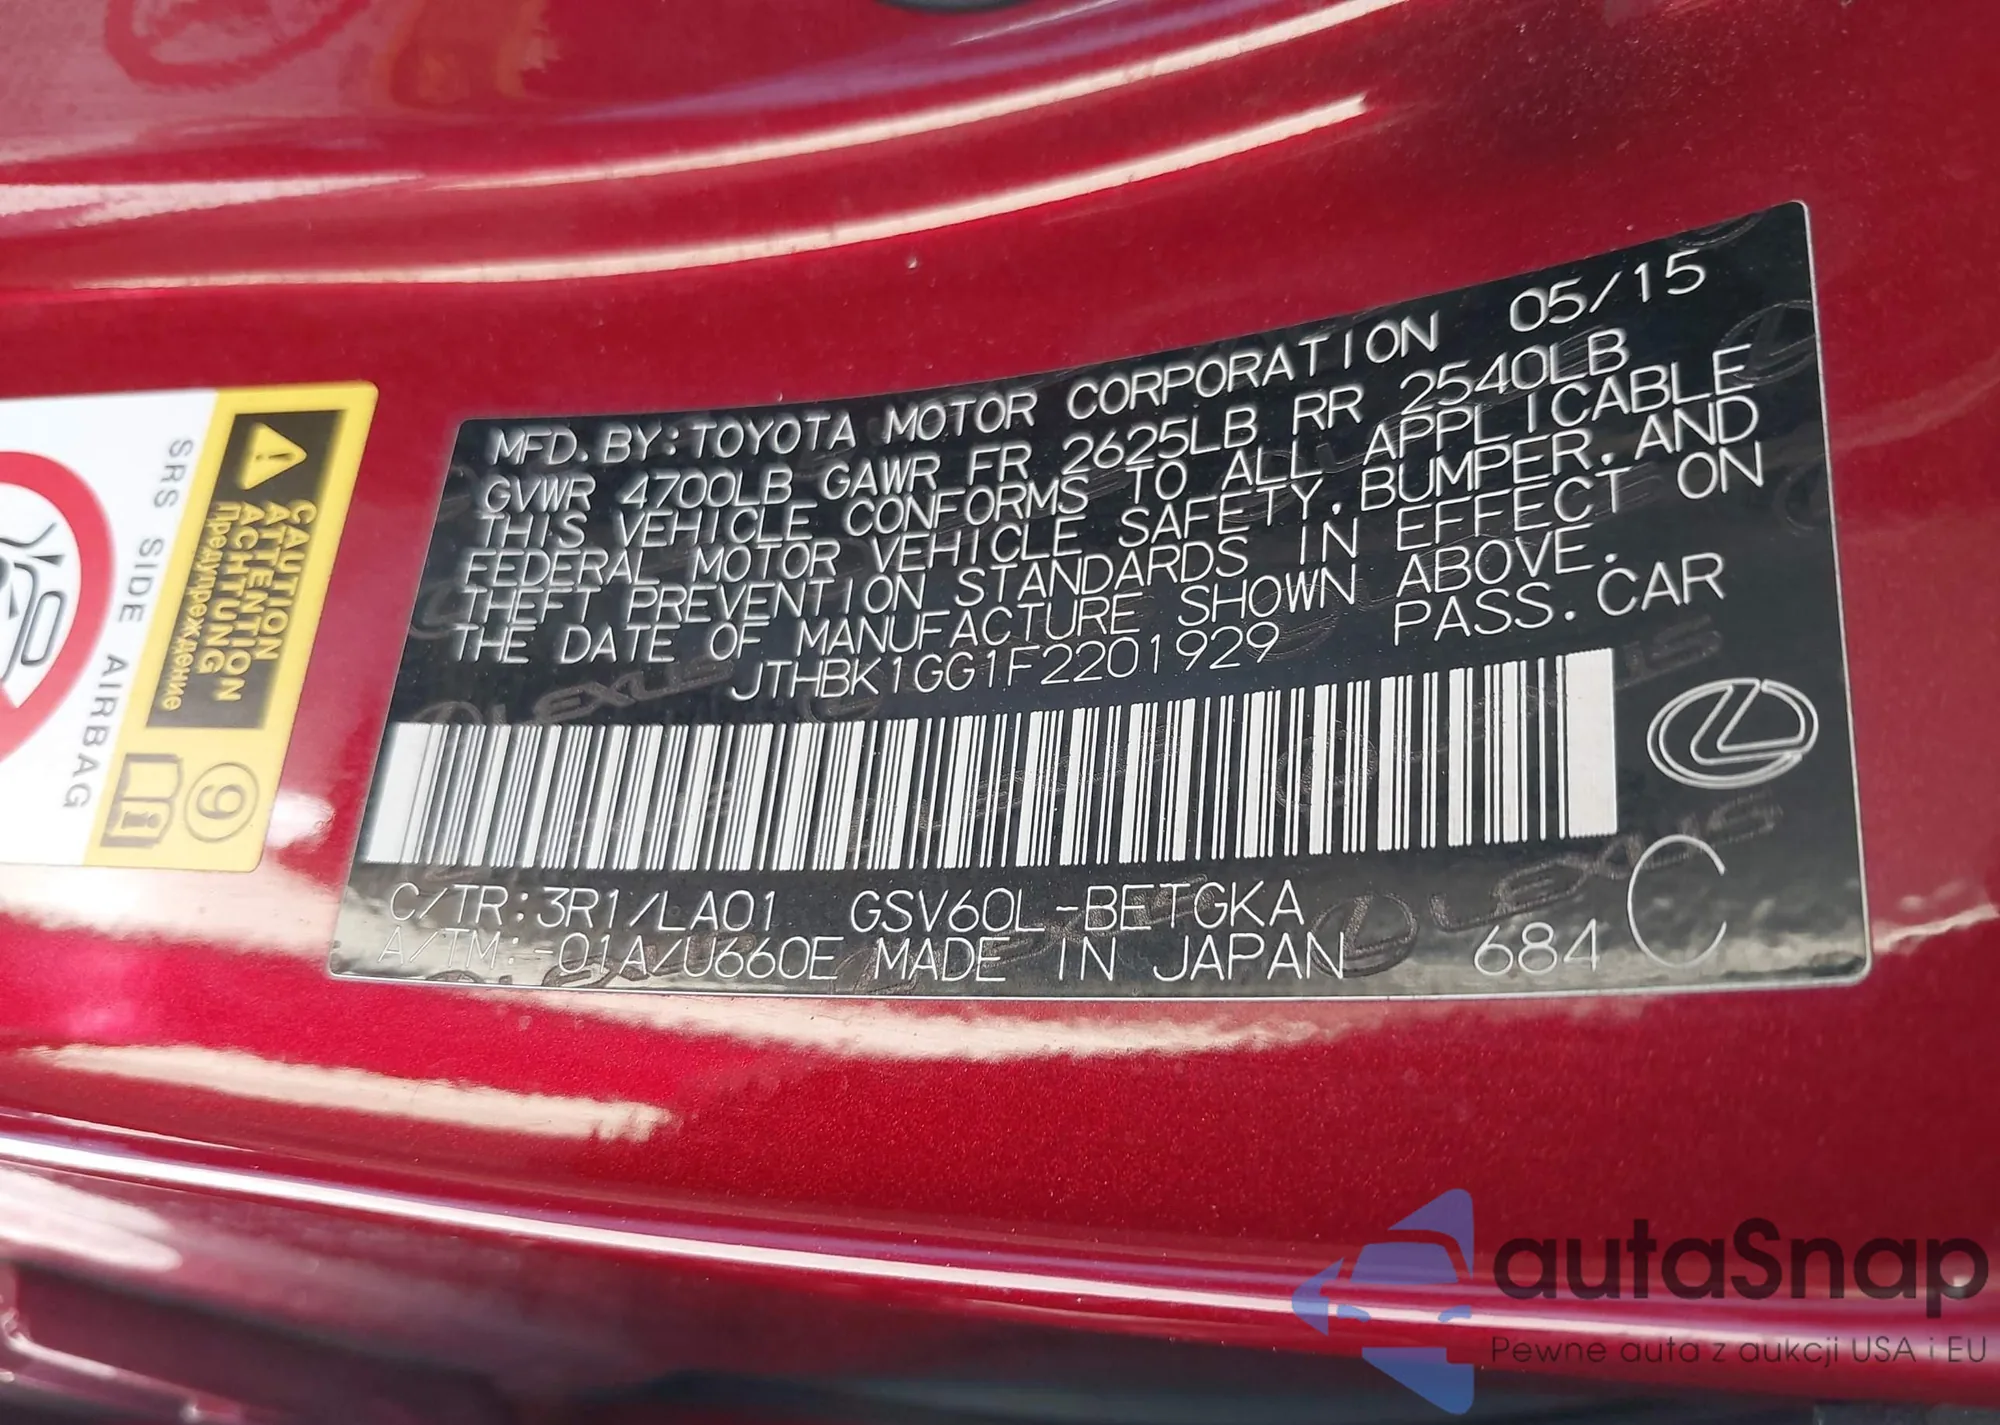 MFD. BY: TOYOTA MOTOR CORPORATION 05/15
GVWR 4700LB GAWR FR 2625LB RR 2540LB
THIS VEHICLE CONFORMS TO ALL APPLICABLE
FEDERAL MOTOR VEHICLE SAFETY, BUMPER, AND
THEFT PREVENTION STANDARDS IN EFFECT ON
THE DATE OF MANUFACTURE SHOWN ABOVE.
JTHBK1GG1F2201929 PASS. CAR
C/TR: 3R1/LA01 GSV60L-BETGKA
A/TM: -01A/U660E MADE IN JAPAN 684 C
CAUTION
ATTENTION
ACHTUNG
Предупреждение
SRS SIDE AIRBAG
9
i
LEXUS
autaSnap
Pewne auta z aukcji USA i EU